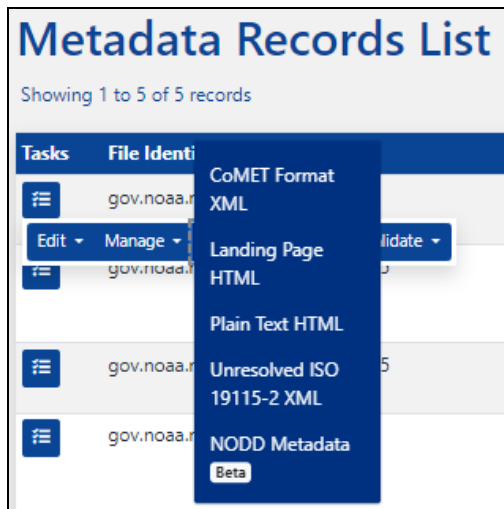 Metadata Records List
Showing 1 to 5 of 5 records
Tasks File Identi
CoMET Format
XML
gov.noaa.r
Edit Manage lidate
Landing Page
HTML
gov.noaa.r 5
Plain Text HTML
gov.noaa.r 5
Unresolved ISO
19115-2 XML
gov.noaa.r
NODD Metadata
Beta